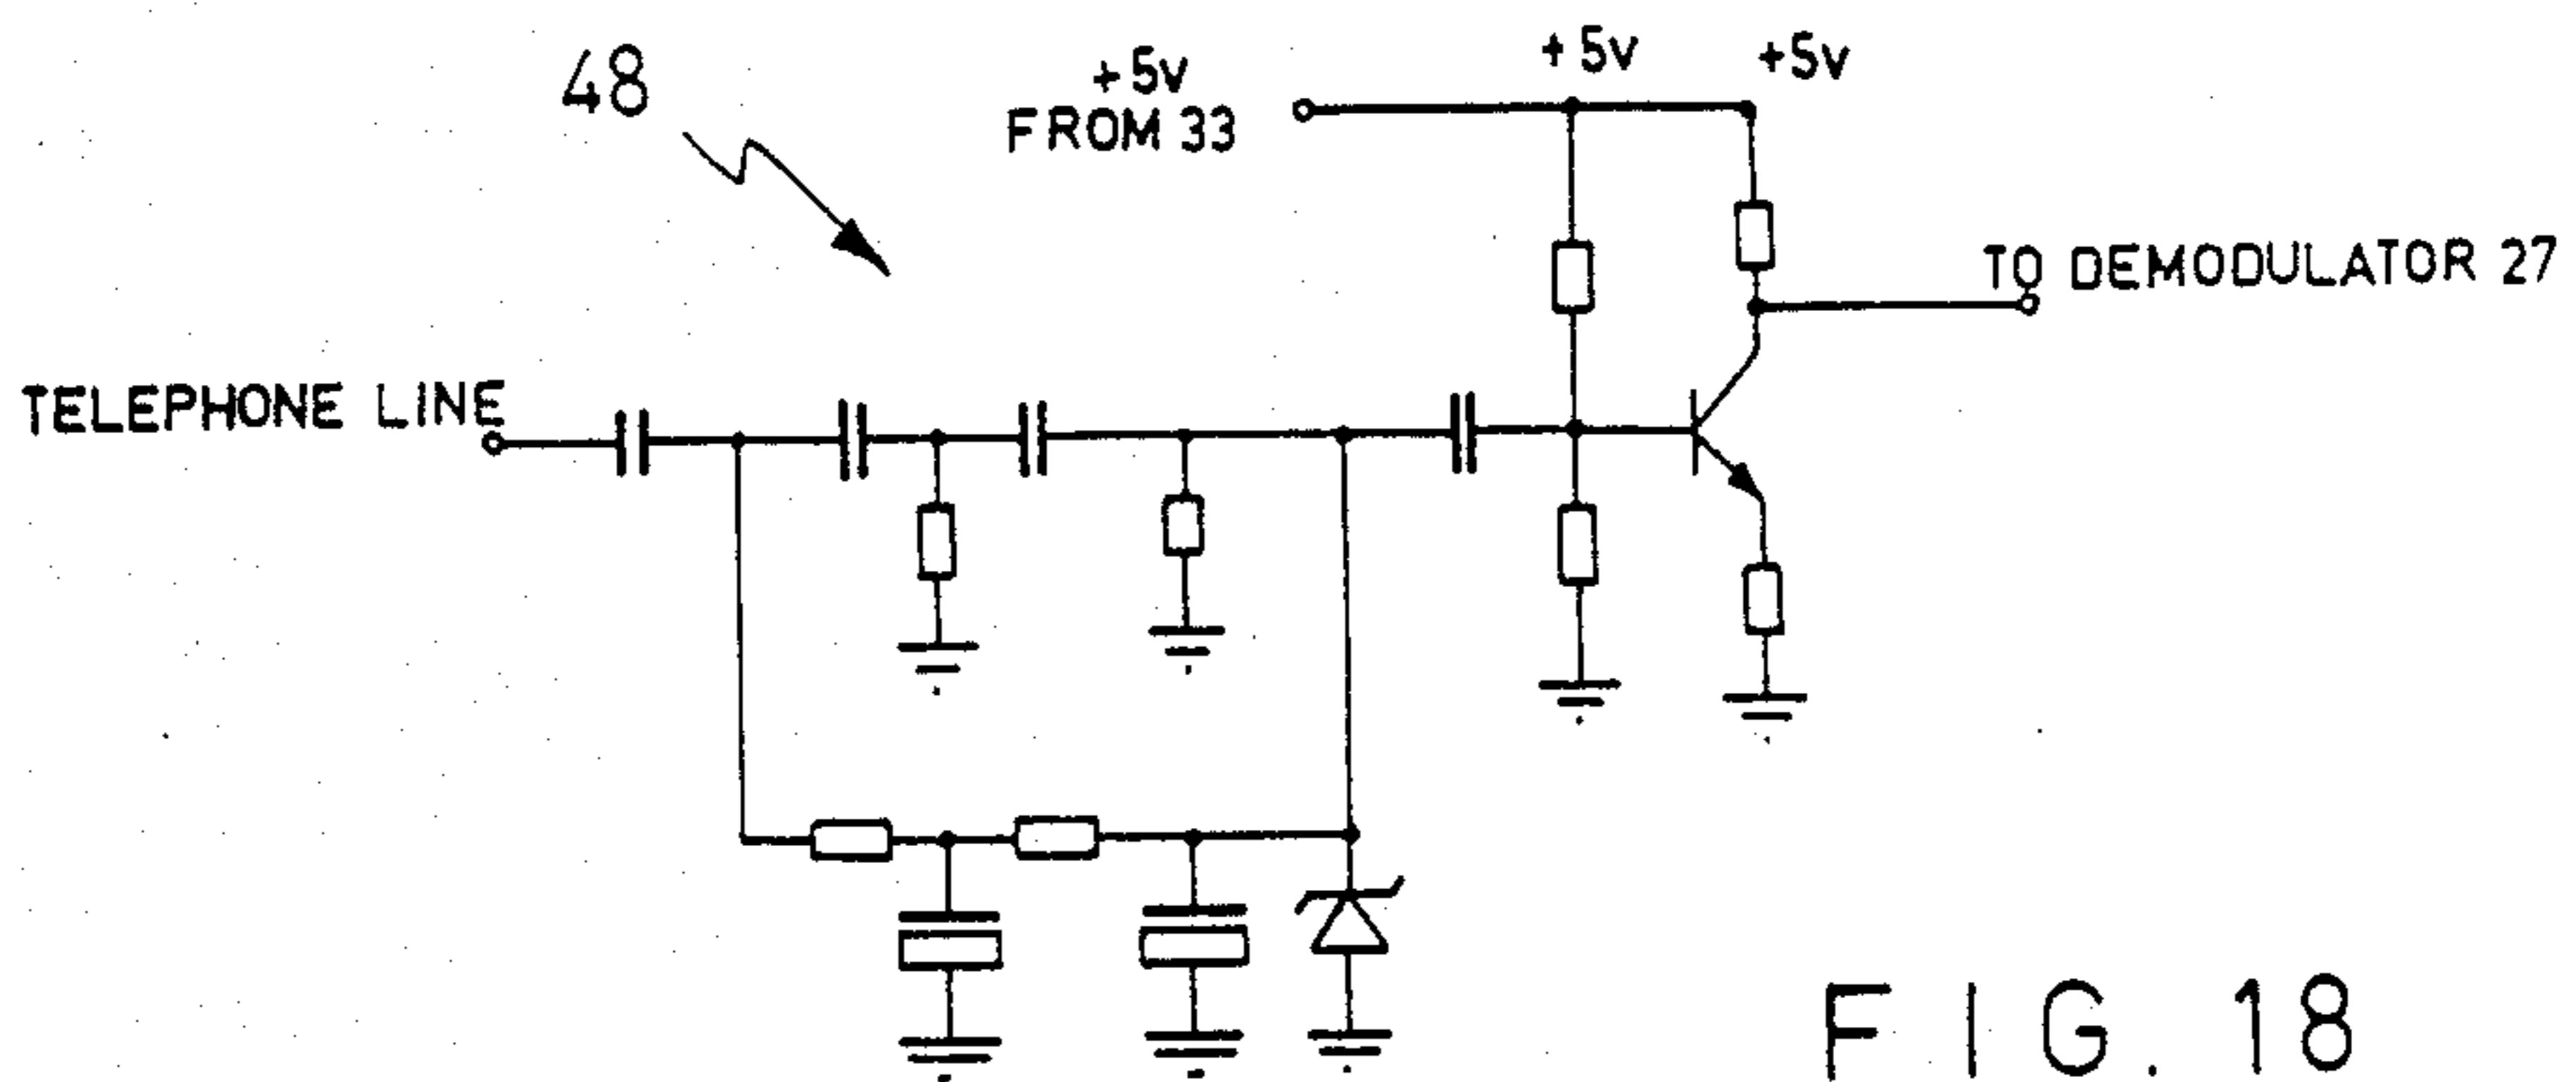 48
+5v
FROM 33
+5v
+5v
TO DEMODULATOR 27
TELEPHONE LINE
FIG. 18